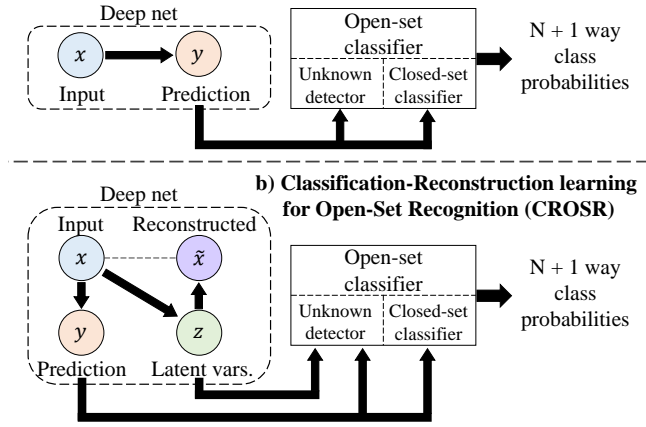 Deep net
x
y
Input
Prediction
Open-set
classifier
Unknown
detector
Closed-set
classifier
N + 1 way
class
probabilities
b) Classification-Reconstruction learning
for Open-Set Recognition (CROSR)
Deep net
Input
Reconstructed
x
x̃
y
z
Prediction
Latent vars.
Open-set
classifier
Unknown
detector
Closed-set
classifier
N + 1 way
class
probabilities